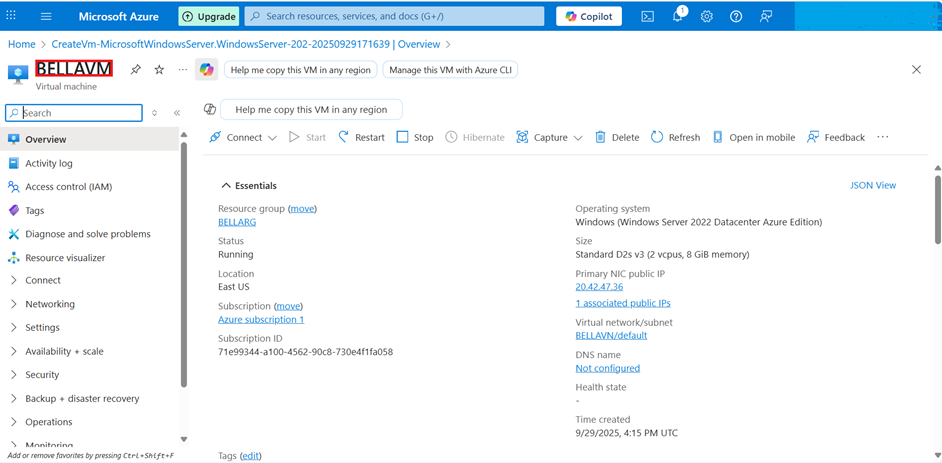 Microsoft Azure
Upgrade
Search resources, services, and docs (G+/)
Copilot
1
Home > CreateVm-MicrosoftWindowsServer.WindowsServer-202-20250929171639 | Overview >
BELLAVM
Virtual machine
Help me copy this VM in any region
Manage this VM with Azure CLI
Search
Help me copy this VM in any region
Connect
Start
Restart
Stop
Hibernate
Capture
Delete
Refresh
Open in mobile
Feedback
Overview
Activity log
Access control (IAM)
Tags
Diagnose and solve problems
Resource visualizer
Connect
Networking
Settings
Availability + scale
Security
Backup + disaster recovery
Operations
Monitoring
Add or remove favorites by pressing Ctrl+Shift+F
Essentials
JSON View
Resource group (move)
BELLARG
Status
Running
Location
East US
Subscription (move)
Azure subscription 1
Subscription ID
71e99344-a100-4562-90c8-730e4f1fa058
Operating system
Windows (Windows Server 2022 Datacenter Azure Edition)
Size
Standard D2s v3 (2 vcpus, 8 GiB memory)
Primary NIC public IP
20.42.47.36
1 associated public IPs
Virtual network/subnet
BELLAVN/default
DNS name
Not configured
Health state
-
Time created
9/29/2025, 4:15 PM UTC
Tags (edit)